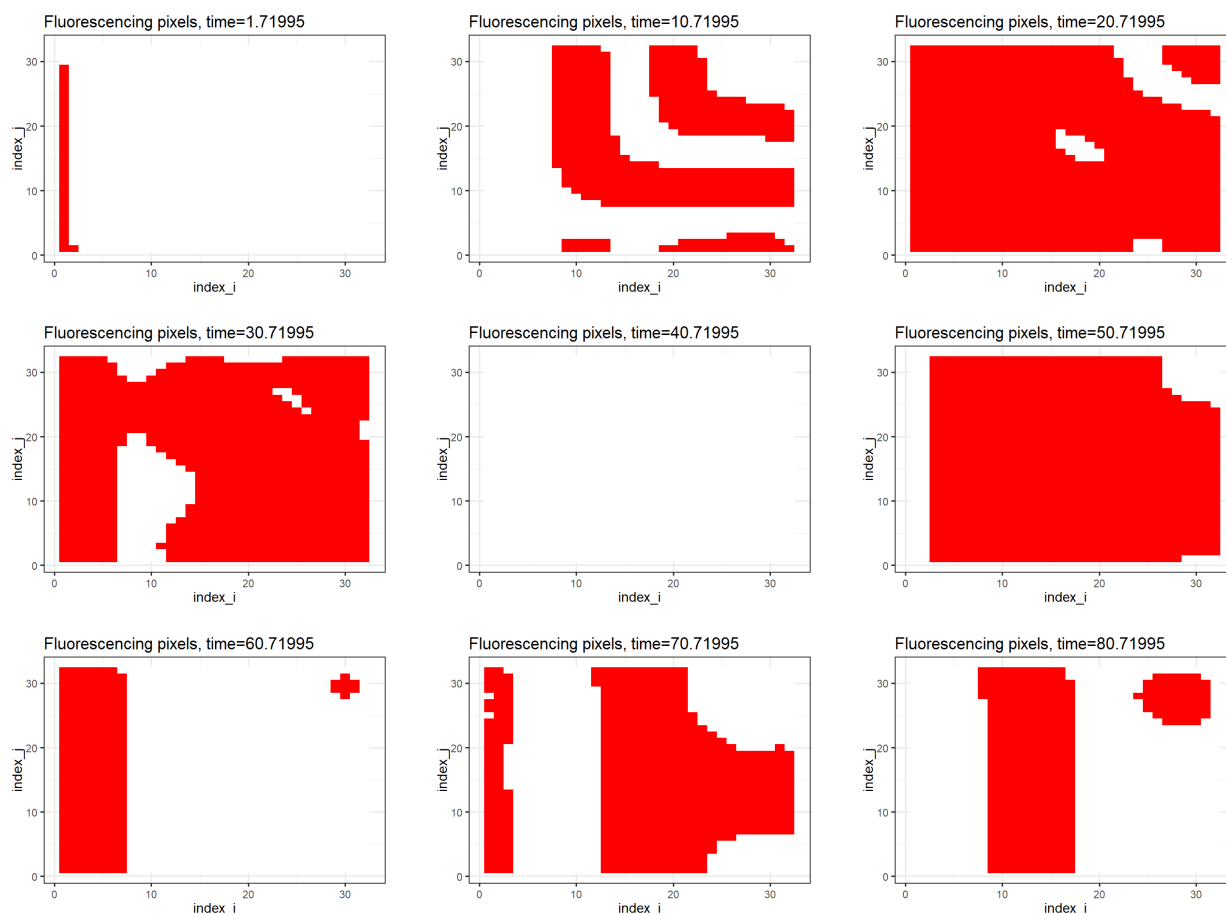 Fluorescencing pixels, time=1.71995
30
20
10
0
index_j
0 10 20 30
index_i
Fluorescencing pixels, time=10.71995
30
20
10
0
index_j
0 10 20 30
index_i
Fluorescencing pixels, time=20.71995
30
20
10
0
index_j
0 10 20 30
index_i
Fluorescencing pixels, time=30.71995
30
20
10
0
index_j
0 10 20 30
index_i
Fluorescencing pixels, time=40.71995
30
20
10
0
index_j
0 10 20 30
index_i
Fluorescencing pixels, time=50.71995
30
20
10
0
index_j
0 10 20 30
index_i
Fluorescencing pixels, time=60.71995
30
20
10
0
index_j
0 10 20 30
index_i
Fluorescencing pixels, time=70.71995
30
20
10
0
index_j
0 10 20 30
index_i
Fluorescencing pixels, time=80.71995
30
20
10
0
index_j
0 10 20 30
index_i